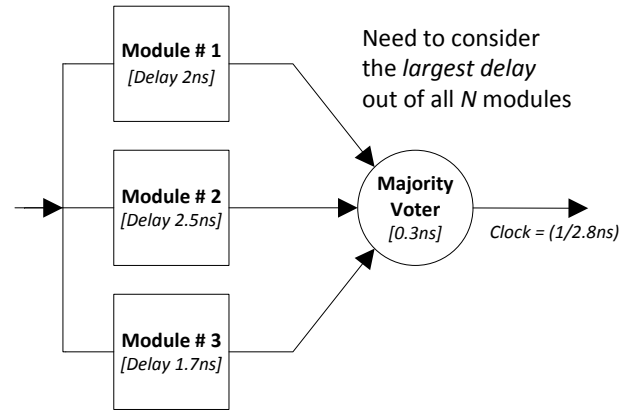 Module # 1
[Delay 2ns]
Need to consider
the largest delay
out of all N modules
Module # 2
[Delay 2.5ns]
Majority
Voter
[0.3ns]
Clock = (1/2.8ns)
Module # 3
[Delay 1.7ns]